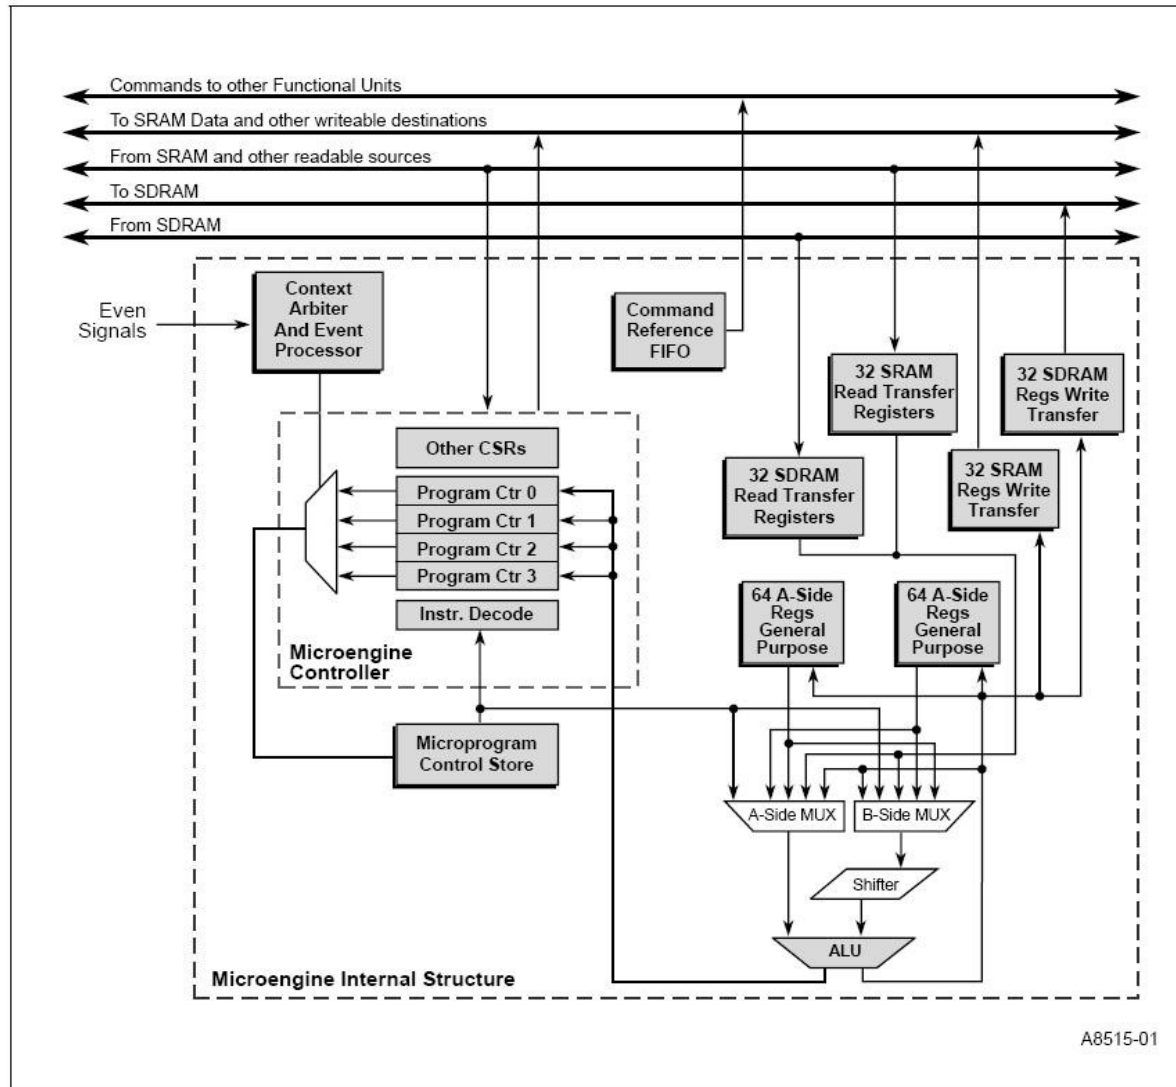 Commands to other Functional Units
To SRAM Data and other writeable destinations
From SRAM and other readable sources
To SDRAM
From SDRAM
Even
Signals
Context
Arbiter
And Event
Processor
Command
Reference
FIFO
32 SRAM
Read Transfer
Registers
32 SDRAM
Regs Write
Transfer
Other CSRs
32 SDRAM
Read Transfer
Registers
32 SRAM
Regs Write
Transfer
Program Ctr 0
Program Ctr 1
Program Ctr 2
Program Ctr 3
Instr. Decode
Microengine
Controller
64 A-Side
Regs
General
Purpose
64 A-Side
Regs
General
Purpose
Microprogram
Control Store
A-Side MUX
B-Side MUX
Shifter
ALU
Microengine Internal Structure
A8515-01